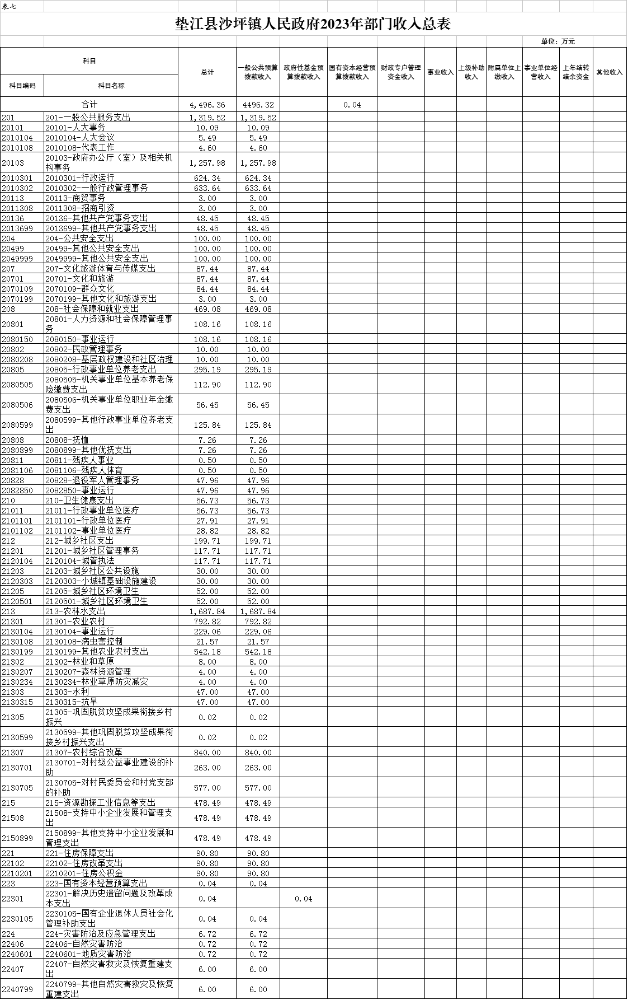 表七
垫江县沙坪镇人民政府2023年部门收入总表
单位：万元
科目 总计 一般公共预算拨款收入 政府性基金预算拨款收入 国有资本经营预算拨款收入 财政专户管理资金收入 事业收入 上级补助收入 附属单位上缴收入 事业单位经营收入 上年结转结余资金 其他收入
科目编码 科目名称
合计 4,496.36 4496.32 0.04
201 201-一般公共服务支出 1,319.52 1,319.52
20101 20101-人大事务 10.09 10.09
2010104 2010104-人大会议 5.49 5.49
2010108 2010108-代表工作 4.60 4.60
20103 20103-政府办公厅（室）及相关机构事务 1,257.98 1,257.98
2010301 2010301-行政运行 624.34 624.34
2010302 2010302-一般行政管理事务 633.64 633.64
20113 20113-商贸事务 3.00 3.00
2011308 2011308-招商引资 3.00 3.00
20136 20136-其他共产党事务支出 48.45 48.45
2013699 2013699-其他共产党事务支出 48.45 48.45
204 204-公共安全支出 100.00 100.00
20499 20499-其他公共安全支出 100.00 100.00
2049999 2049999-其他公共安全支出 100.00 100.00
207 207-文化旅游体育与传媒支出 87.44 87.44
20701 20701-文化和旅游 87.44 87.44
2070109 2070109-群众文化 84.44 84.44
2070199 2070199-其他文化和旅游支出 3.00 3.00
208 208-社会保障和就业支出 469.08 469.08
20801 20801-人力资源和社会保障管理事务 108.16 108.16
2080150 2080150-事业运行 108.16 108.16
20802 20802-民政管理事务 10.00 10.00
2080208 2080208-基层政权建设和社区治理 10.00 10.00
20805 20805-行政事业单位养老支出 295.19 295.19
2080505 2080505-机关事业单位基本养老保险缴费支出 112.90 112.90
2080506 2080506-机关事业单位职业年金缴费支出 56.45 56.45
2080599 2080599-其他行政事业单位养老支出 125.84 125.84
20808 20808-抚恤 7.26 7.26
2080899 2080899-其他优抚支出 7.26 7.26
20811 20811-残疾人事业 0.50 0.50
2081106 2081106-残疾人体育 0.50 0.50
20828 20828-退役军人管理事务 47.96 47.96
2082850 2082850-事业运行 47.96 47.96
210 210-卫生健康支出 56.73 56.73
21011 21011-行政事业单位医疗 56.73 56.73
2101101 2101101-行政单位医疗 27.91 27.91
2101102 2101102-事业单位医疗 28.82 28.82
212 212-城乡社区支出 199.71 199.71
21201 21201-城乡社区管理事务 117.71 117.71
2120104 2120104-城管执法 117.71 117.71
21203 21203-城乡社区公共设施 30.00 30.00
2120303 2120303-小城镇基础设施建设 30.00 30.00
21205 21205-城乡社区环境卫生 52.00 52.00
2120501 2120501-城乡社区环境卫生 52.00 52.00
213 213-农林水支出 1,687.84 1,687.84
21301 21301-农业农村 792.82 792.82
2130104 2130104-事业运行 229.06 229.06
2130108 2130108-病虫害控制 21.57 21.57
2130199 2130199-其他农业农村支出 542.18 542.18
21302 21302-林业和草原 8.00 8.00
2130207 2130207-森林资源管理 4.00 4.00
2130234 2130234-林业草原防灾减灾 4.00 4.00
21303 21303-水利 47.00 47.00
2130315 2130315-抗旱 47.00 47.00
21305 21305-巩固脱贫攻坚成果衔接乡村振兴 0.02 0.02
2130599 2130599-其他巩固脱贫攻坚成果衔接乡村振兴支出 0.02 0.02
21307 21307-农村综合改革 840.00 840.00
2130701 2130701-对村级公益事业建设的补助 263.00 263.00
2130705 2130705-对村民委员会和村党支部的补助 577.00 577.00
215 215-资源勘探工业信息等支出 478.49 478.49
21508 21508-支持中小企业发展和管理支出 478.49 478.49
2150899 2150899-其他支持中小企业发展和管理支出 478.49 478.49
221 221-住房保障支出 90.80 90.80
22102 22102-住房改革支出 90.80 90.80
2210201 2210201-住房公积金 90.80 90.80
223 223-国有资本经营预算支出 0.04 0.04
22301 22301-解决历史遗留问题及改革成本支出 0.04 0.04
2230105 2230105-国有企业退休人员社会化管理补助支出 0.04 0.04
224 224-灾害防治及应急管理支出 6.72 6.72
22406 22406-自然灾害防治 0.72 0.72
2240601 2240601-地质灾害防治 0.72 0.72
22407 22407-自然灾害救灾及恢复重建支出 6.00 6.00
2240799 2240799-其他自然灾害救灾及恢复重建支出 6.00 6.00